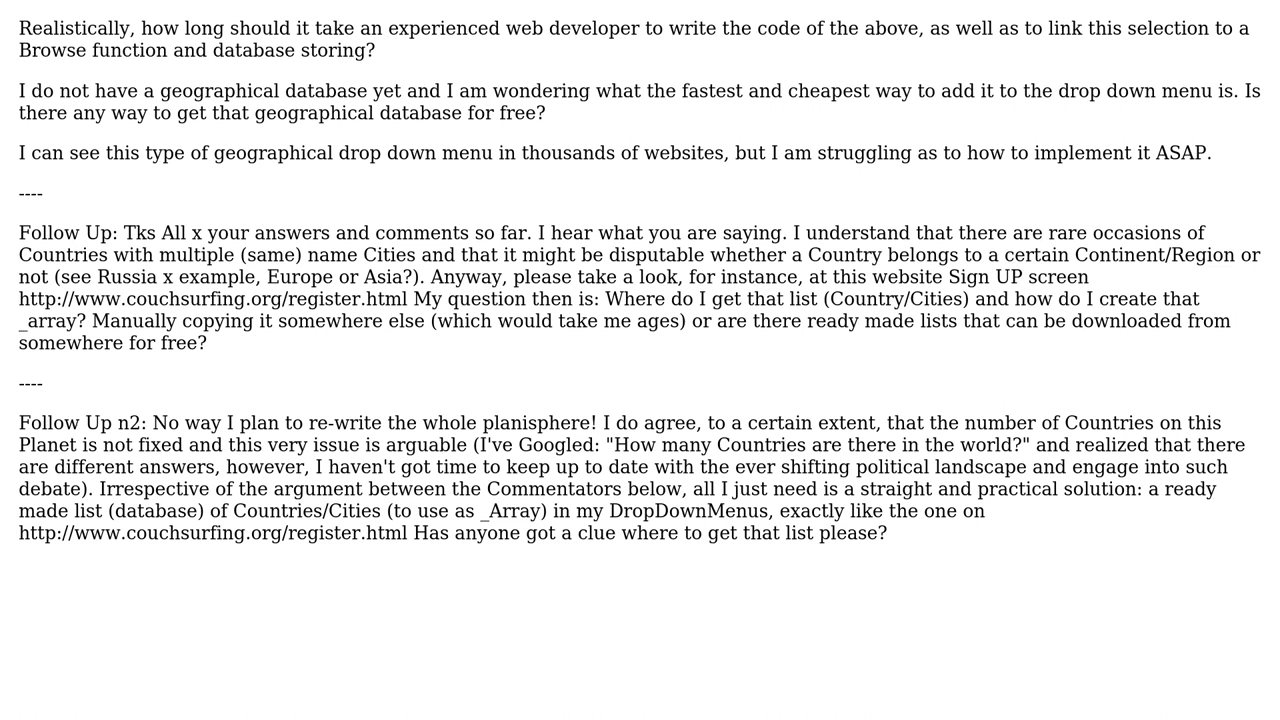 Realistically, how long should it take an experienced web developer to write the code of the above, as well as to link this selection to a
Browse function and database storing?
I do not have a geographical database yet and I am wondering what the fastest and cheapest way to add it to the drop down menu is. Is
there any way to get that geographical database for free?
I can see this type of geographical drop down menu in thousands of websites, but I am struggling as to how to implement it ASAP.
----
Follow Up: Tks All x your answers and comments so far. I hear what you are saying. I understand that there are rare occasions of
Countries with multiple (same) name Cities and that it might be disputable whether a Country belongs to a certain Continent/Region or
not (see Russia x example, Europe or Asia?). Anyway, please take a look, for instance, at this website Sign UP screen
http://www.couchsurfing.org/register.html My question then is: Where do I get that list (Country/Cities) and how do I create that
_array? Manually copying it somewhere else (which would take me ages) or are there ready made lists that can be downloaded from
somewhere for free?
----
Follow Up n2: No way I plan to re-write the whole planisphere! I do agree, to a certain extent, that the number of Countries on this
Planet is not fixed and this very issue is arguable (I've Googled: "How many Countries are there in the world?" and realized that there
are different answers, however, I haven't got time to keep up to date with the ever shifting political landscape and engage into such
debate). Irrespective of the argument between the Commentators below, all I just need is a straight and practical solution: a ready
made list (database) of Countries/Cities (to use as _Array) in my DropDownMenus, exactly like the one on
http://www.couchsurfing.org/register.html Has anyone got a clue where to get that list please?